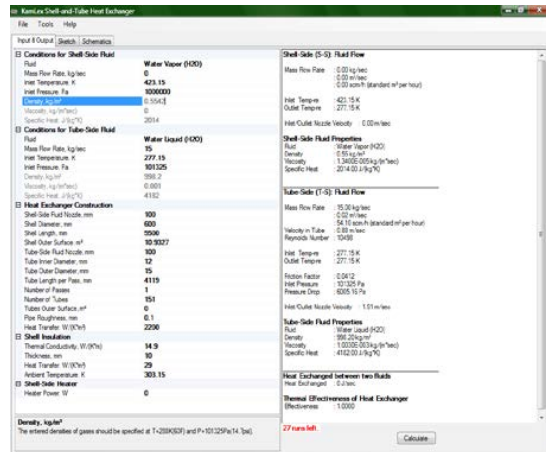 KamLex Shell-and-Tube Heat Exchanger
File Tools Help
Input & Output Sketch Schematics
Conditions for Shell-Side Fluid
Fluid Water Vapor (H2O)
Mass Flow Rate, kg/sec 0
Inlet Temperature, K 423.15
Inlet Pressure, Pa 1000000
Density, kg/m³ 0.5542
Viscosity, kg/(m*sec) 0
Specific Heat, J/(kg*K) 2014
Conditions for Tube-Side Fluid
Fluid Water Liquid (H2O)
Mass Flow Rate, kg/sec 15
Inlet Temperature, K 277.15
Inlet Pressure, Pa 101325
Density, kg/m³ 998.2
Viscosity, kg/(m*sec) 0.001
Specific Heat, J/(kg*K) 4182
Heat Exchanger Construction
Shell-Side Fluid Nozzle, mm 100
Shell Diameter, mm 600
Shell Length, mm 5500
Shell Outer Surface, m² 10.9327
Tube-Side Fluid Nozzle, mm 100
Tube Inner Diameter, mm 12
Tube Outer Diameter, mm 15
Tube Length per Pass, mm 4119
Number of Passes 1
Number of Tubes 151
Tubes Outer Surface, m² 0
Pipe Roughness, mm 0.1
Heat Transfer, W/(K*m²) 2200
Shell Insulation
Thermal Conductivity, W/(K*m) 14.9
Thickness, mm 10
Heat Transfer, W/(K*m²) 29
Ambient Temperature, K 303.15
Shell-Side Heater
Heater Power, W 0
Density, kg/m³
The entered densities of gases should be specified at T=288K(60F) and P=101325Pa(14.7psi).
Shell-Side (S-S): Fluid Flow
Mass Flow Rate : 0.00 kg/sec
: 0.00 m³/sec
: 0.00 scm/h (standard m³ per hour)
Inlet Temp-re : 423.15 K
Outlet Temp-re : 277.15 K
Inlet/Outlet Nozzle Velocity : 0.00 m/sec
Shell-Side Fluid Properties
Fluid : Water Vapor (H2O)
Density : 0.55 kg/m³
Viscosity : 1.3400E-005 kg/(m*sec)
Specific Heat : 2014.00 J/(kg*K)
Tube-Side (T-S): Fluid Flow
Mass Flow Rate : 15.00 kg/sec
: 0.02 m³/sec
: 54.10 scm/h (standard m³ per hour)
Velocity in Tube : 0.88 m/sec
Reynolds Number : 10498
Inlet Temp-re : 277.15 K
Outlet Temp-re : 277.15 K
Friction Factor : 0.0412
Inlet Pressure : 101325 Pa
Pressure Drop : 6005.16 Pa
Inlet/Outlet Nozzle Velocity : 1.91 m/sec
Tube-Side Fluid Properties
Fluid : Water Liquid (H2O)
Density : 998.20 kg/m³
Viscosity : 1.0030E-003 kg/(m*sec)
Specific Heat : 4182.00 J/(kg*K)
Heat Exchanged between two fluids
Heat Exchanged : 0 J/sec
Thermal Effectiveness of Heat Exchanger
Effectiveness : 1.0000
27 runs left
Calculate